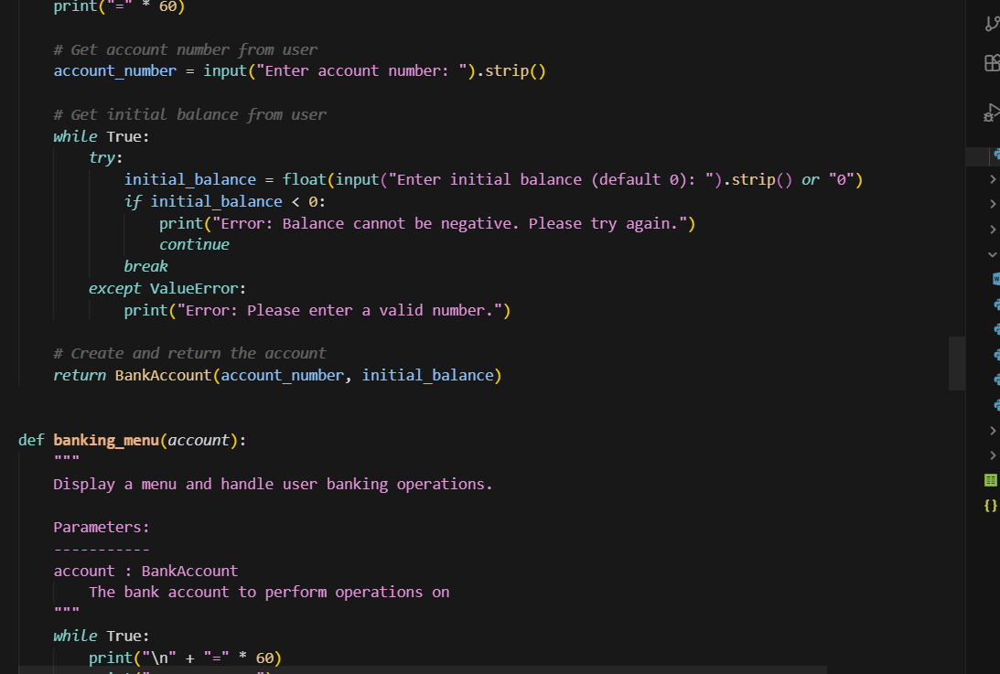 print("=" * 60)

    # Get account number from user
    account_number = input("Enter account number: ").strip()

    # Get initial balance from user
    while True:
        try:
            initial_balance = float(input("Enter initial balance (default 0): ").strip() or "0")
            if initial_balance < 0:
                print("Error: Balance cannot be negative. Please try again.")
                continue
            break
        except ValueError:
            print("Error: Please enter a valid number.")

    # Create and return the account
    return BankAccount(account_number, initial_balance)


def banking_menu(account):
    """
    Display a menu and handle user banking operations.

    Parameters:
    -----------
    account : BankAccount
        The bank account to perform operations on
    """
    while True:
        print("\n" + "=" * 60)